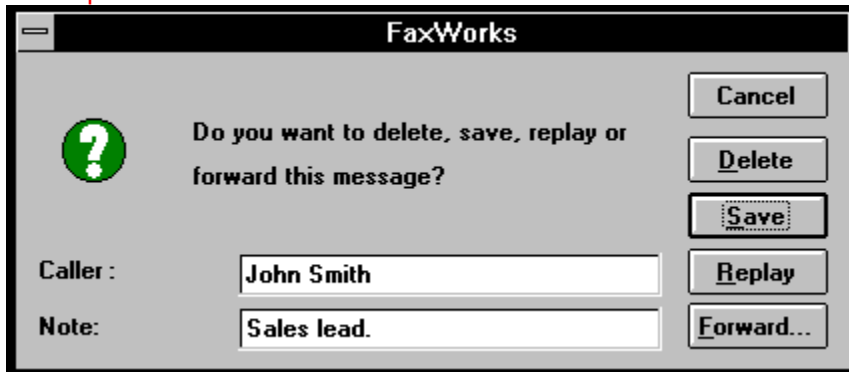 FaxWorks
Do you want to delete, save, replay or
forward this message?
Cancel
Delete
Save
Caller : John Smith
Replay
Note: Sales lead.
Forward...